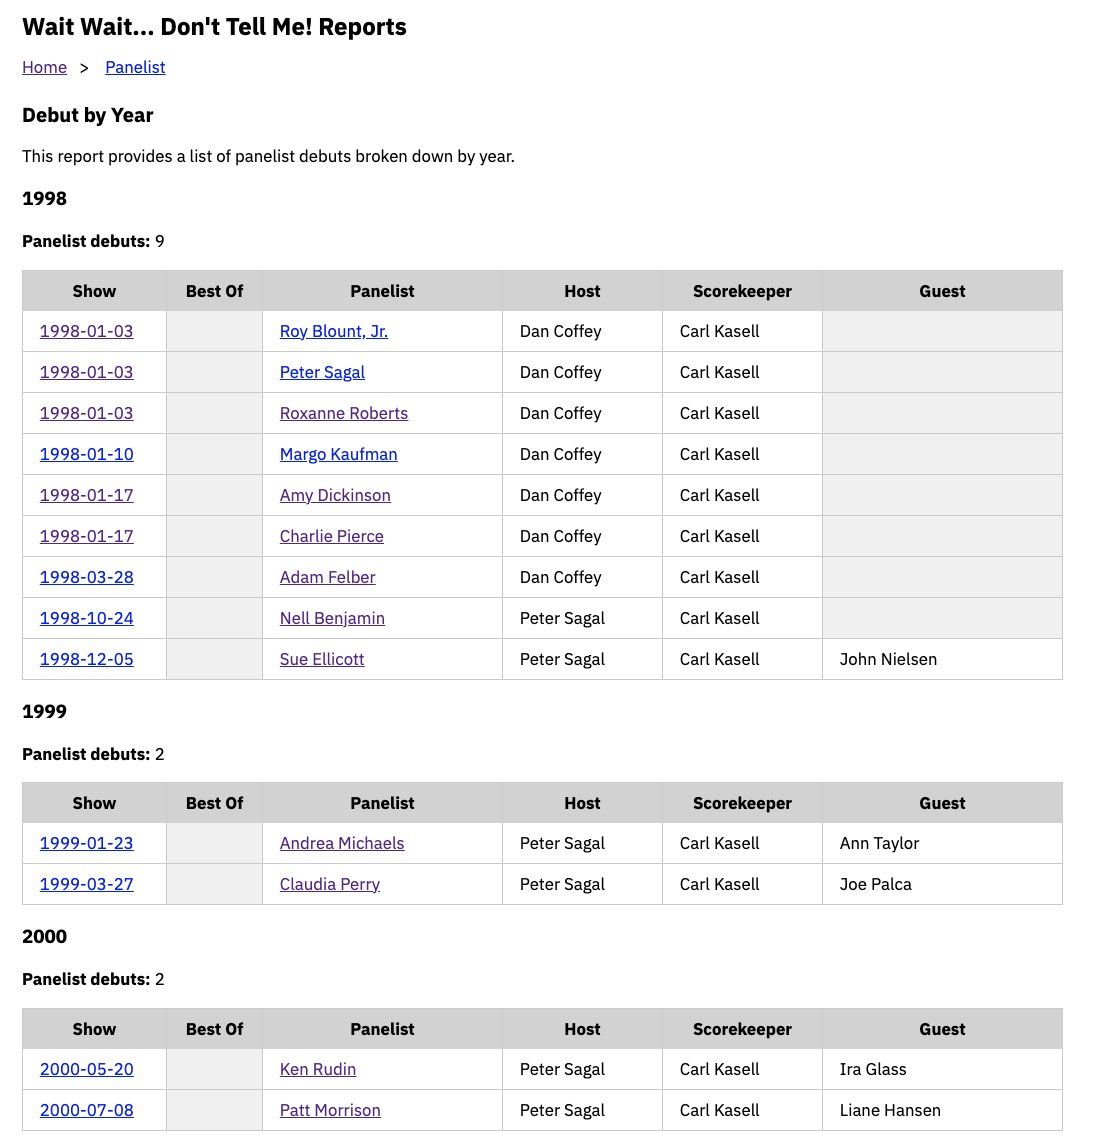 Wait Wait... Don't Tell Me! Reports
Home > Panelist
Debut by Year
This report provides a list of panelist debuts broken down by year.
1998
Panelist debuts: 9
Show Best Of Panelist Host Scorekeeper Guest
1998-01-03 Roy Blount, Jr. Dan Coffey Carl Kasell
1998-01-03 Peter Sagal Dan Coffey Carl Kasell
1998-01-03 Roxanne Roberts Dan Coffey Carl Kasell
1998-01-10 Margo Kaufman Dan Coffey Carl Kasell
1998-01-17 Amy Dickinson Dan Coffey Carl Kasell
1998-01-17 Charlie Pierce Dan Coffey Carl Kasell
1998-03-28 Adam Felber Dan Coffey Carl Kasell
1998-10-24 Nell Benjamin Peter Sagal Carl Kasell
1998-12-05 Sue Ellicott Peter Sagal Carl Kasell John Nielsen
1999
Panelist debuts: 2
Show Best Of Panelist Host Scorekeeper Guest
1999-01-23 Andrea Michaels Peter Sagal Carl Kasell Ann Taylor
1999-03-27 Claudia Perry Peter Sagal Carl Kasell Joe Palca
2000
Panelist debuts: 2
Show Best Of Panelist Host Scorekeeper Guest
2000-05-20 Ken Rudin Peter Sagal Carl Kasell Ira Glass
2000-07-08 Patt Morrison Peter Sagal Carl Kasell Liane Hansen